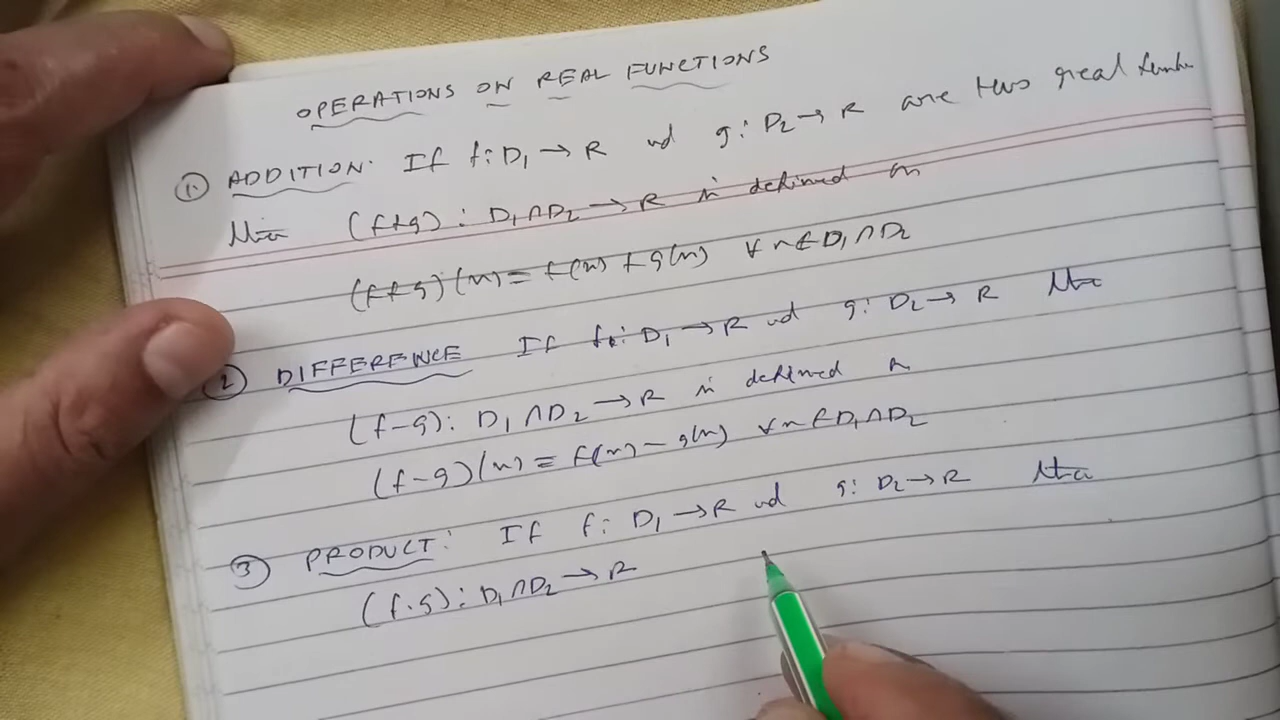 OPERATIONS ON REAL FUNCTIONS
① ADDITION: If f: D₁ → R and g: D₂ → R are two real
then (f+g): D₁∩D₂ → R is defined as
(f+g)(x) = f(x) + g(x) ∀ x ∈ D₁∩D₂
② DIFFERENCE If f: D₁ → R and g: D₂ → R then
(f-g): D₁∩D₂ → R is defined as
(f-g)(x) = f(x) - g(x) ∀ x ∈ D₁∩D₂
③ PRODUCT: If f: D₁ → R and g: D₂ → R then
(f.g): D₁∩D₂ → R